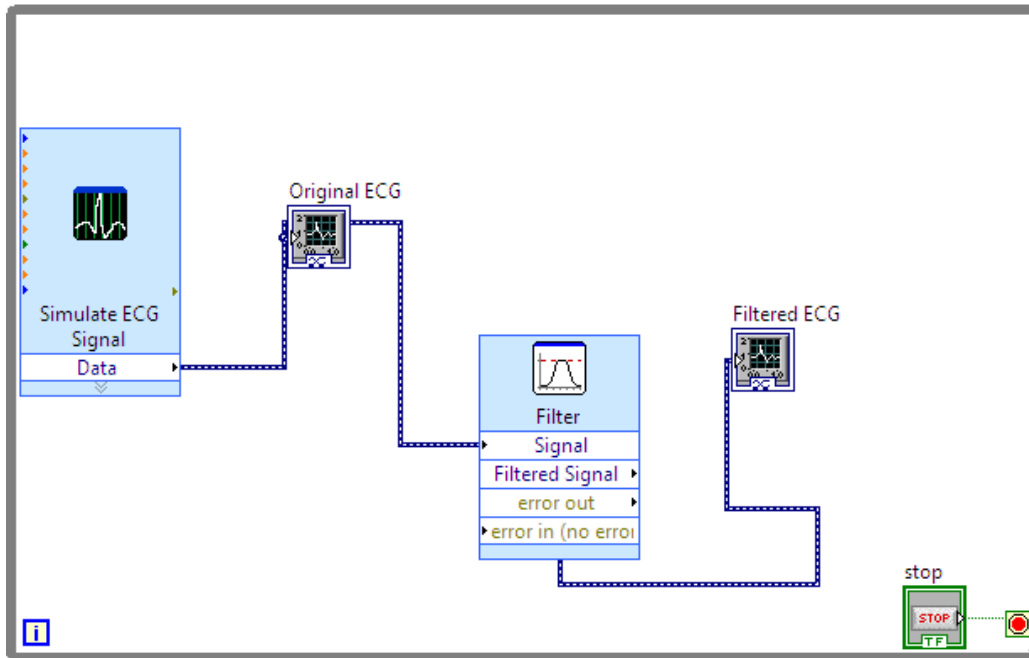 Original ECG
Simulate ECG
Signal
Data
Filtered ECG
Filter
Signal
Filtered Signal
error out
error in (no erro
stop
STOP
TF
i